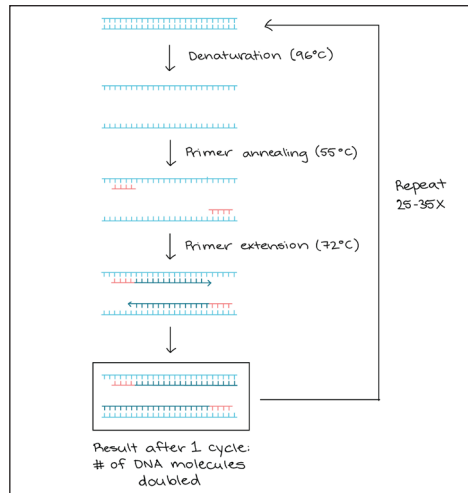 Denaturation (96°C)
Primer annealing (55°C)
Repeat
25-35X
Primer extension (72°C)
Result after 1 cycle:
# of DNA molecules
doubled